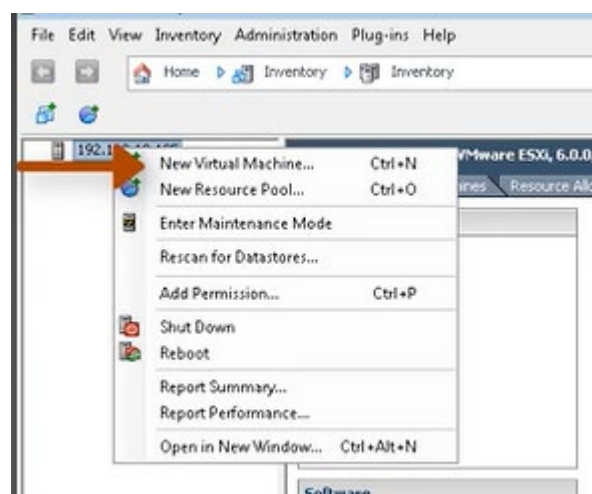 File Edit View Inventory Administration Plug-ins Help
Home Inventory Inventory
New Virtual Machine... Ctrl+N
VMware ESXi, 6.0.0
New Resource Pool... Ctrl+O
Resource
Enter Maintenance Mode
Rescan for Datastores...
Add Permission... Ctrl+P
Shut Down
Reboot
Report Summary...
Report Performance...
Open in New Window... Ctrl+Alt+N
Software